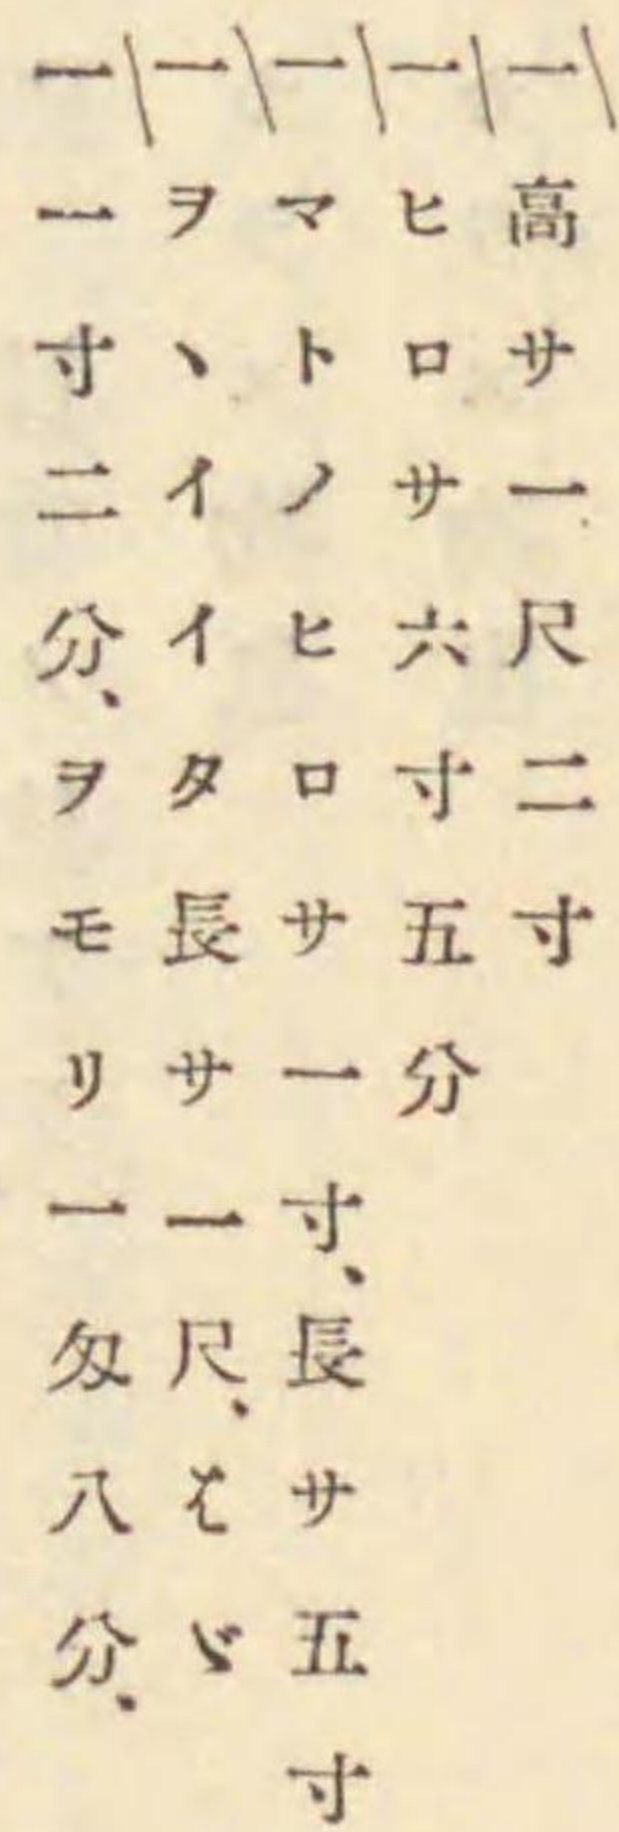 一\高サ一尺二寸
一\ヒロサ六寸五分
一\マトノヒロサ一寸、長サ五寸
一\ヲヽイイタ長サ一尺、はゞ
一\一寸二分、ヲモリ一匁八分、